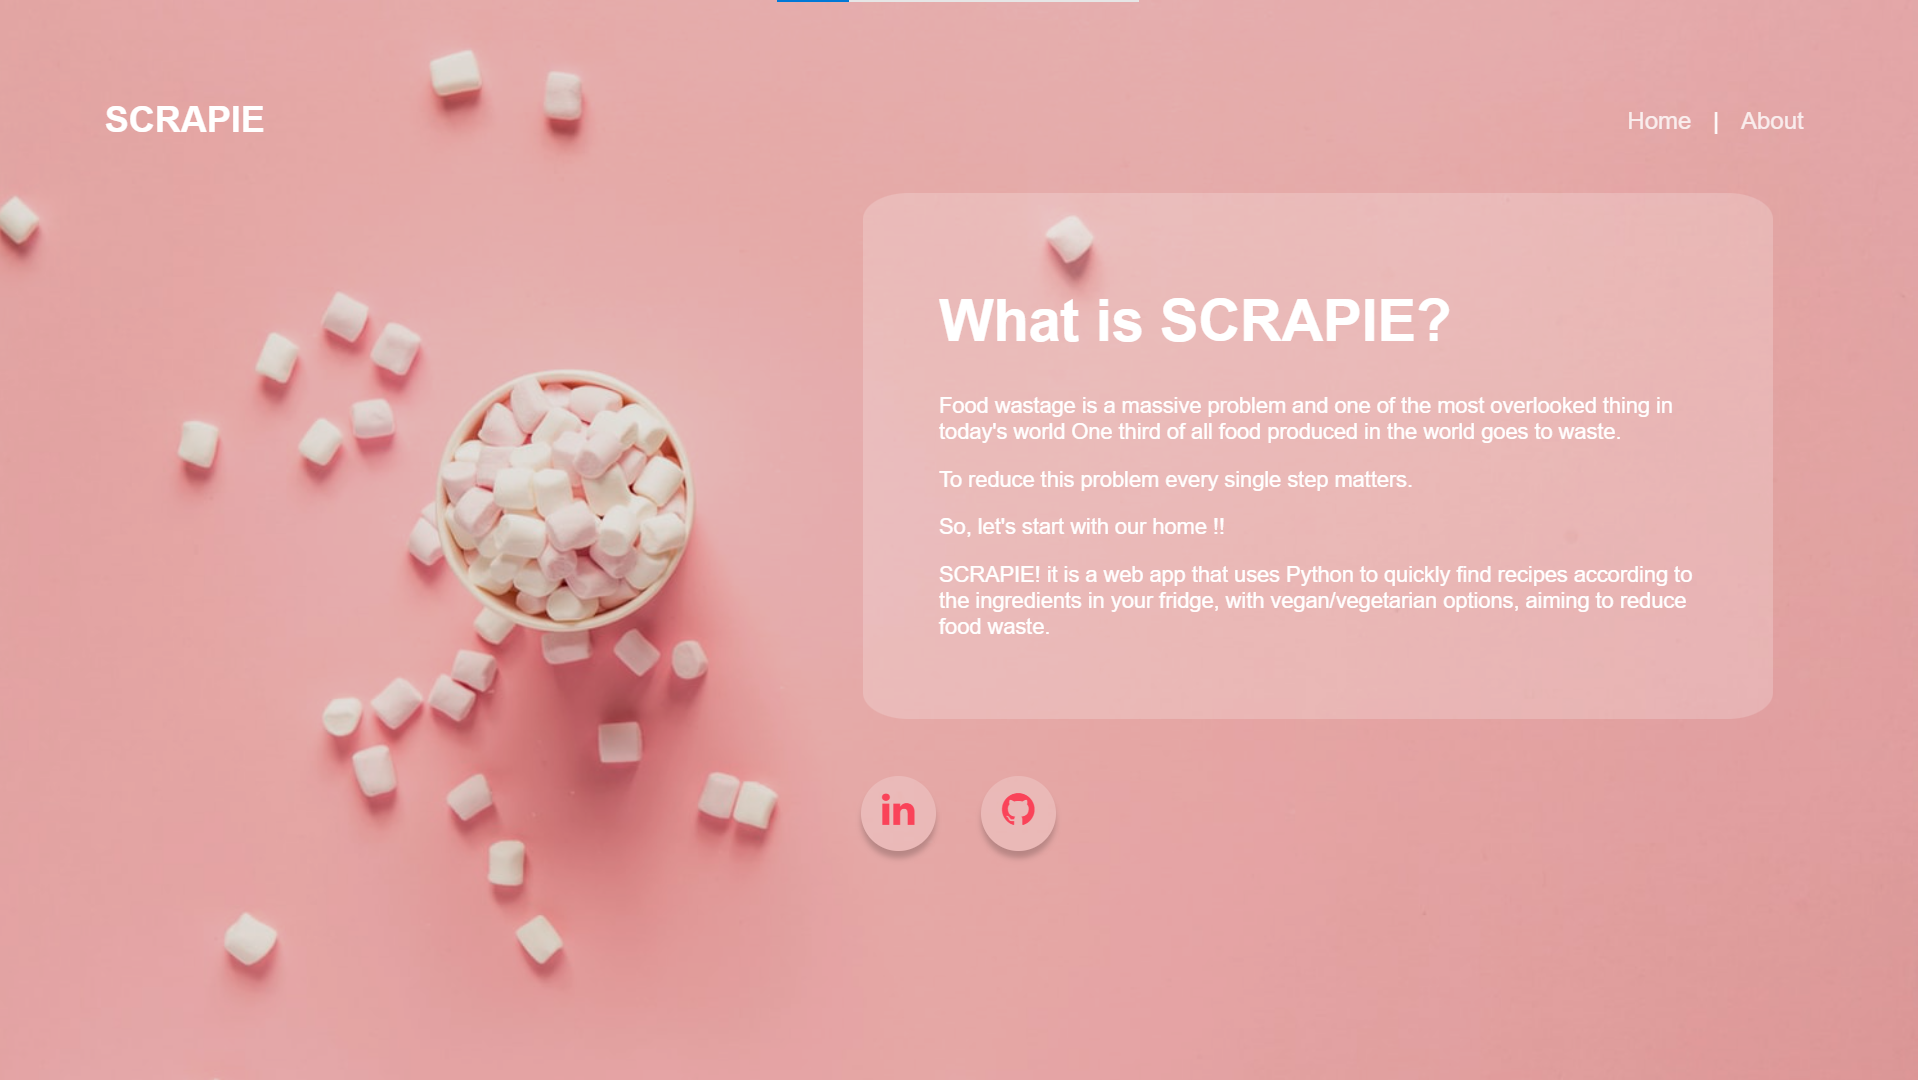 SCRAPIE
Home | About
What is SCRAPIE?
Food wastage is a massive problem and one of the most overlooked thing in
today's world One third of all food produced in the world goes to waste.
To reduce this problem every single step matters.
So, let's start with our home !!
SCRAPIE! it is a web app that uses Python to quickly find recipes according to
the ingredients in your fridge, with vegan/vegetarian options, aiming to reduce
food waste.
in